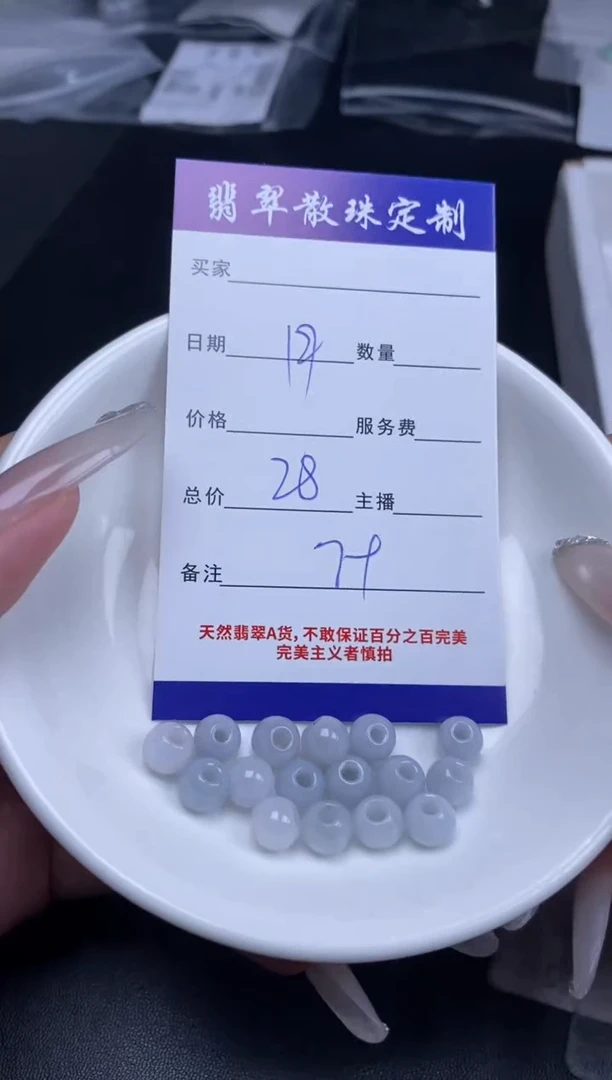 翡翠散珠定制
买家
日期 数量
价格 服务费
总价 28 主播
备注
天然翡翠A货,不敢保证百分之百完美
完美主义者慎拍